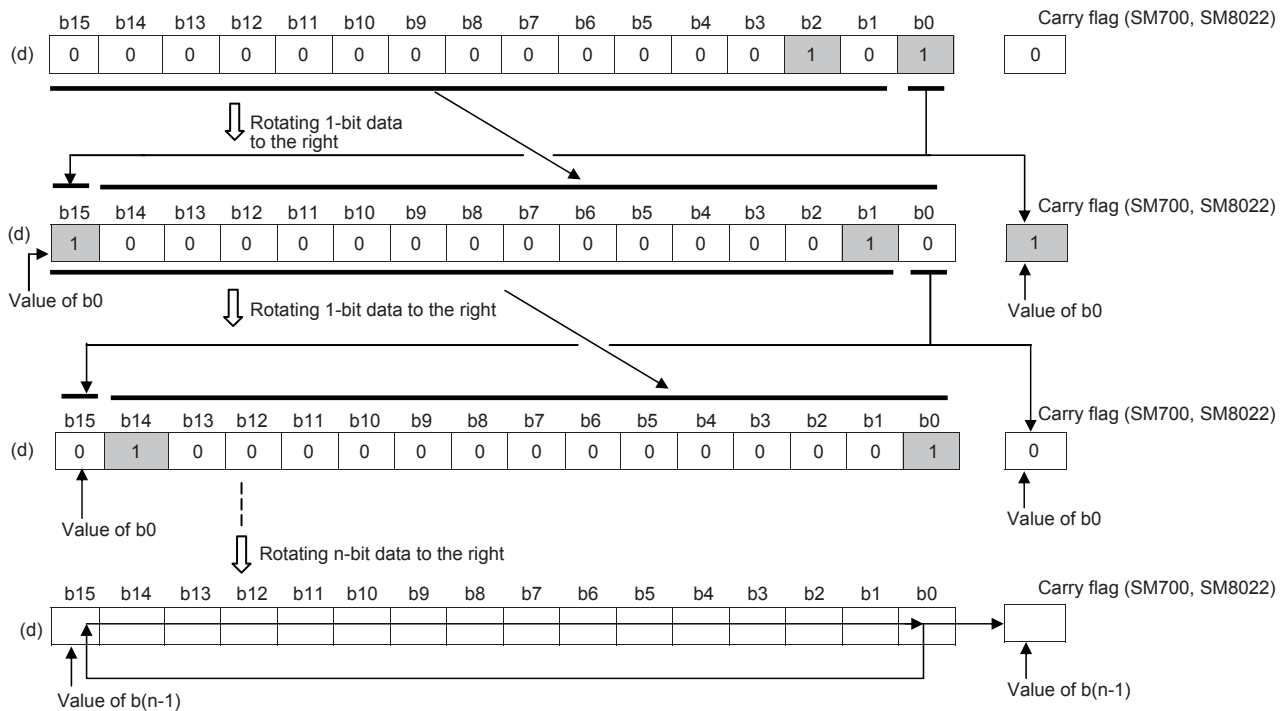 b15 b14 b13 b12 b11 b10 b9 b8 b7 b6 b5 b4 b3 b2 b1 b0 Carry flag (SM700, SM8022)
(d) 0 0 0 0 0 0 0 0 0 0 0 0 0 1 0 1 0
Rotating 1-bit data
to the right
b15 b14 b13 b12 b11 b10 b9 b8 b7 b6 b5 b4 b3 b2 b1 b0 Carry flag (SM700, SM8022)
(d) 1 0 0 0 0 0 0 0 0 0 0 0 0 0 1 0 1
Value of b0 Value of b0
Rotating 1-bit data to the right
b15 b14 b13 b12 b11 b10 b9 b8 b7 b6 b5 b4 b3 b2 b1 b0 Carry flag (SM700, SM8022)
(d) 0 1 0 0 0 0 0 0 0 0 0 0 0 0 0 1 0
Value of b0 Value of b0
Rotating n-bit data to the right
b15 b14 b13 b12 b11 b10 b9 b8 b7 b6 b5 b4 b3 b2 b1 b0 Carry flag (SM700, SM8022)
(d)
Value of b(n-1) Value of b(n-1)